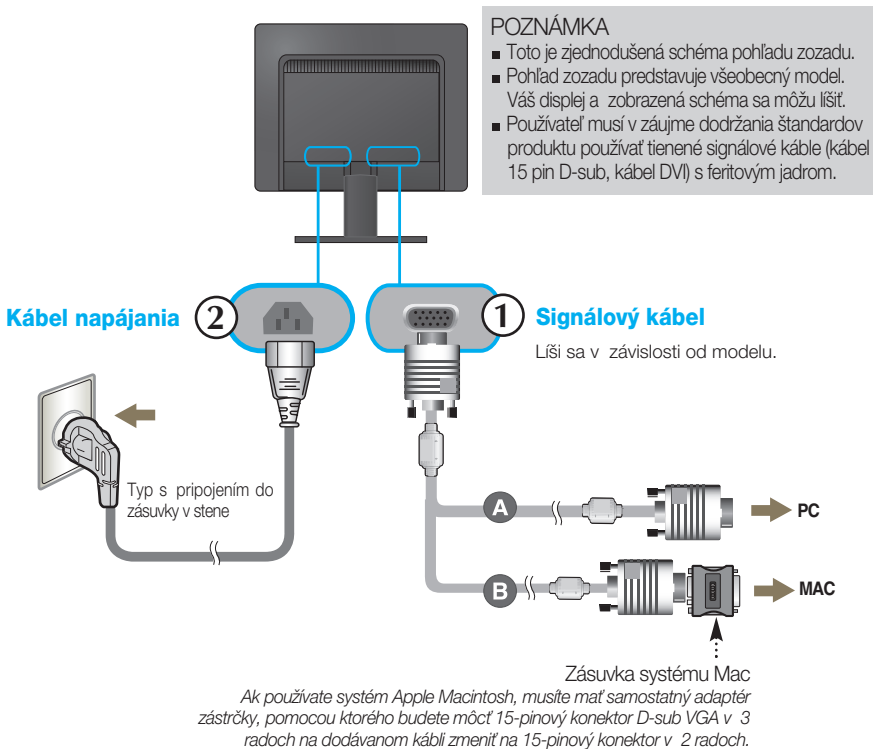 POZNÁMKA
■ Toto je zjednodušená schéma pohľadu zozadu.
■ Pohľad zozadu predstavuje všeobecný model.
Váš displej a zobrazená schéma sa môžu líšiť.
■ Používateľ musí v záujme dodržania štandardov
produktu používať tienené signálové káble (kábel
15 pin D-sub, kábel DVI) s feritovým jadrom.
Kábel napájania
2
1
Signálový kábel
Líši sa v závislosti od modelu.
Typ s pripojením do
zásuvky v stene
A
PC
B
MAC
Zásuvka systému Mac
Ak používate systém Apple Macintosh, musíte mať samostatný adaptér
zástrčky, pomocou ktorého budete môcť 15-pinový konektor D-sub VGA v 3
radoch na dodávanom kábli zmeniť na 15-pinový konektor v 2 radoch.